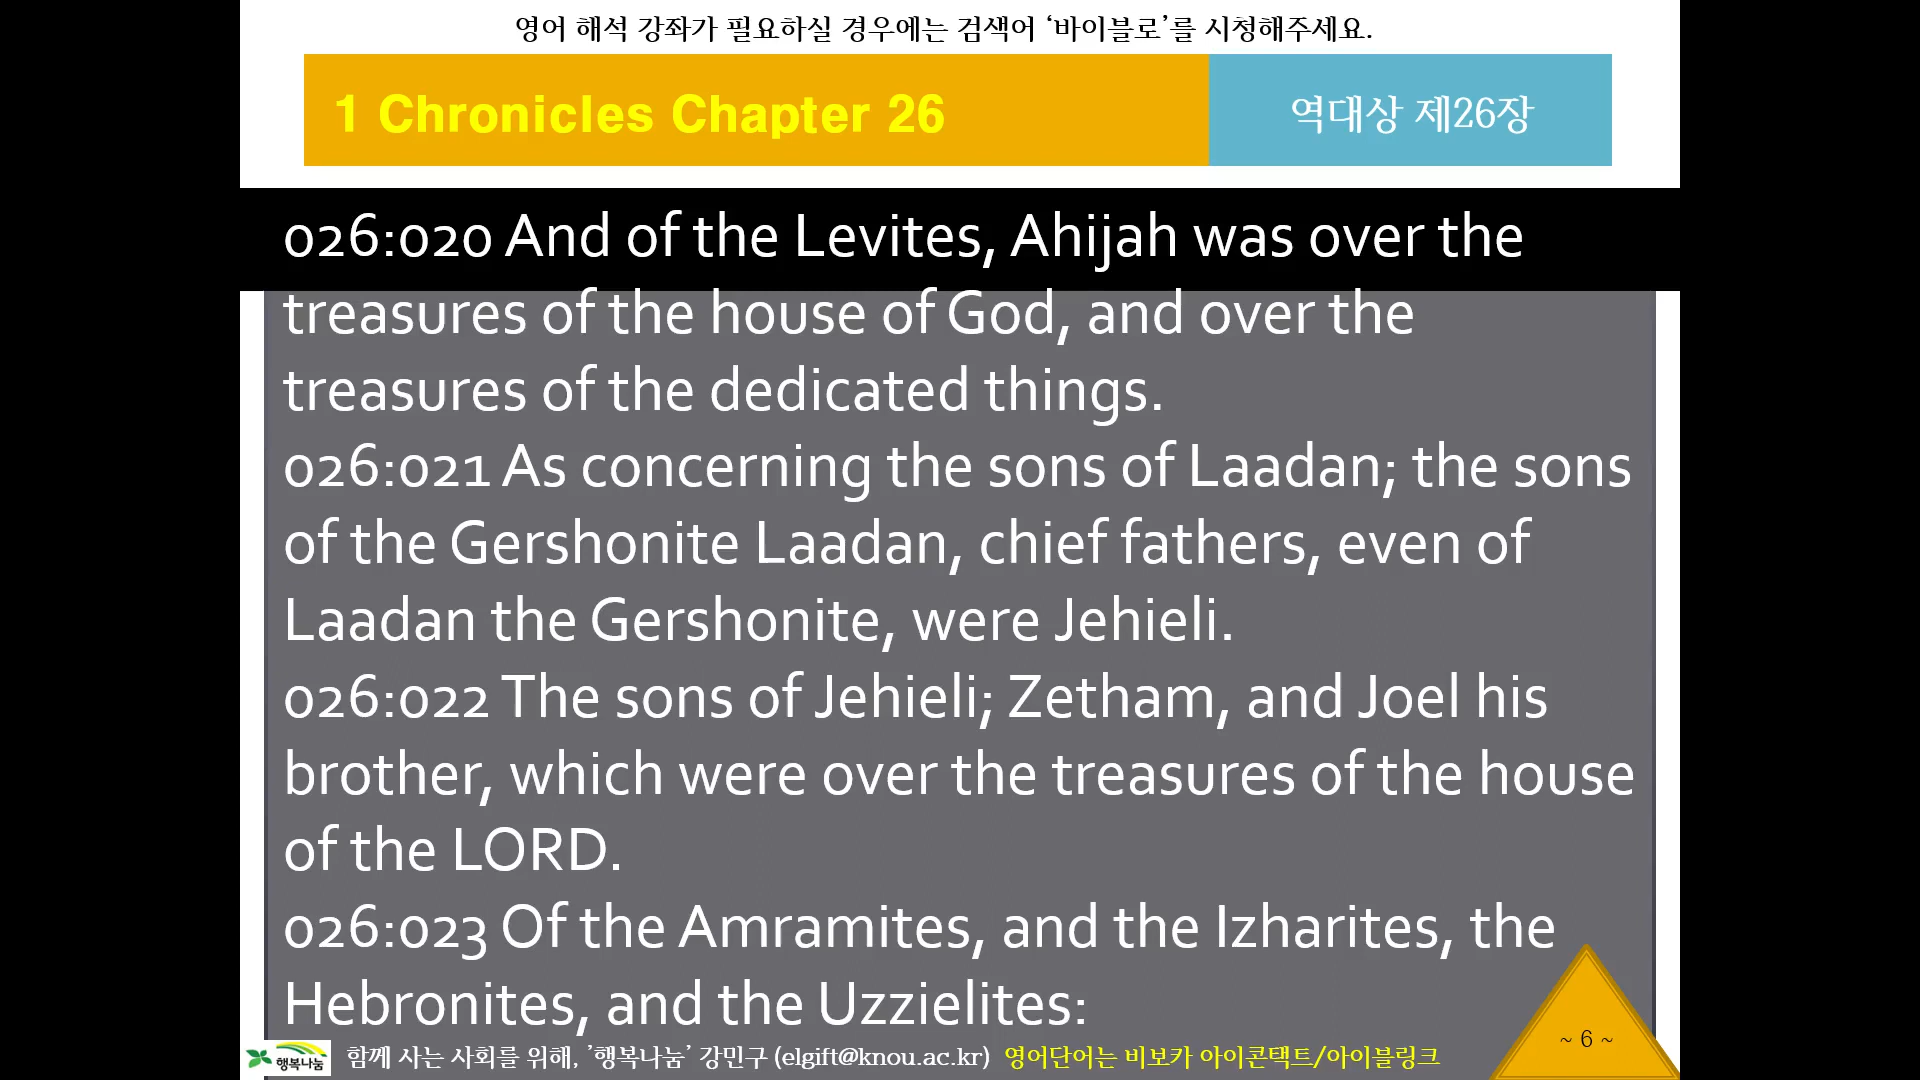 영어 해석 강좌가 필요하실 경우에는 검색어 ‘바이블로’를 시청해주세요.
1 Chronicles Chapter 26
역대상 제26장
026:020 And of the Levites, Ahijah was over the
treasures of the house of God, and over the
treasures of the dedicated things.
026:021 As concerning the sons of Laadan; the sons
of the Gershonite Laadan, chief fathers, even of
Laadan the Gershonite, were Jehieli.
026:022 The sons of Jehieli; Zetham, and Joel his
brother, which were over the treasures of the house
of the LORD.
026:023 Of the Amramites, and the Izharites, the
Hebronites, and the Uzzielites:
~ 6 ~
행복나눔
함께 사는 사회를 위해, ’행복나눔’ 강민구 (elgift@knou.ac.kr) 영어단어는 비보카 아이콘택트/아이블링크